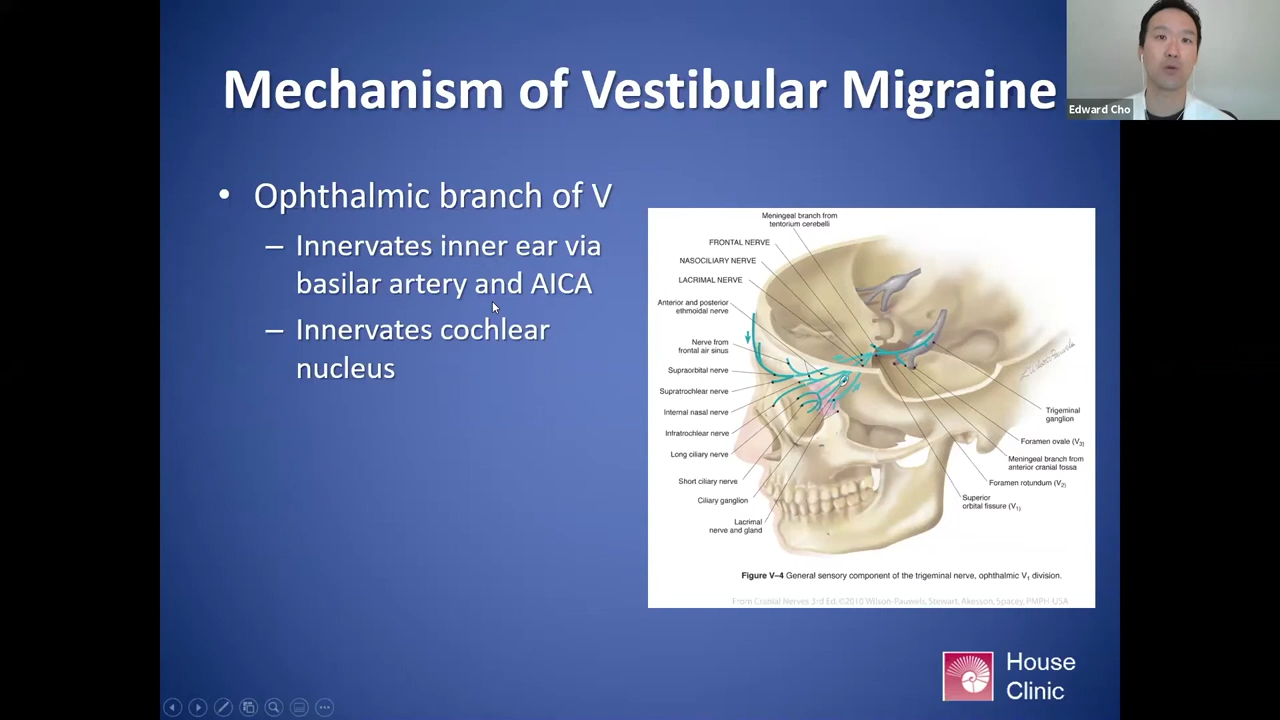 Mechanism of Vestibular Migraine
Edward Cho
• Ophthalmic branch of V
– Innervates inner ear via
basilar artery and AICA
– Innervates cochlear
nucleus
Meningeal branch from
tentorium cerebelli
FRONTAL NERVE
NASOCILIARY NERVE
LACRIMAL NERVE
Anterior and posterior
ethmoidal nerve
Nerve from
frontal air sinus
Supraorbital nerve
Supratrochlear nerve
Internal nasal nerve
Infratrochlear nerve
Long ciliary nerve
Short ciliary nerve
Ciliary ganglion
Lacrimal
nerve and gland
Trigeminal
ganglion
Foramen ovale (V3)
Meningeal branch from
anterior cranial fossa
Foramen rotundum (V2)
Superior
orbital fissure (V1)
Figure V–4 General sensory component of the trigeminal nerve, ophthalmic V1 division.
From Cranial Nerves 3rd Ed.©2010 Wilson-Pauwels, Stewart, Akesson, Spacey, PMPH-USA
House
Clinic